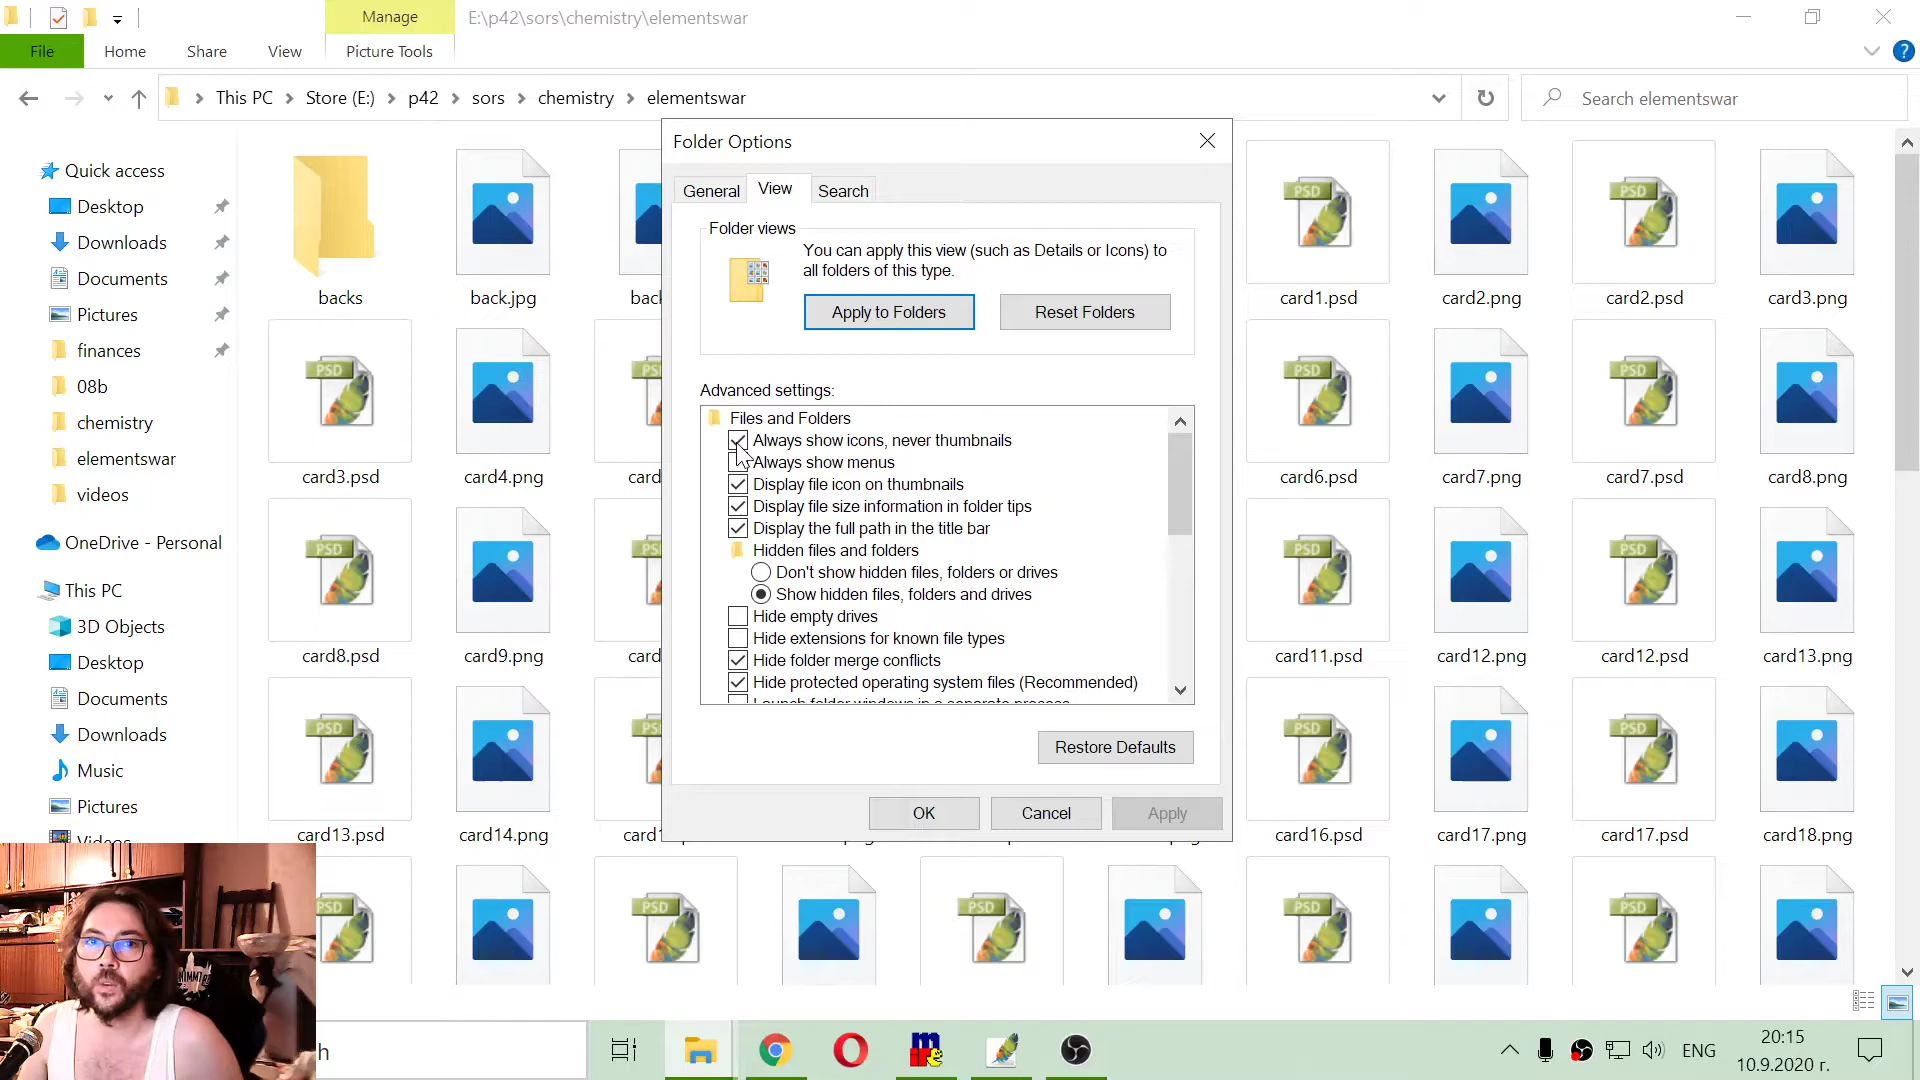 Manage
E:\p42\sors\chemistry\elementswar
File
Home
Share
View
Picture Tools
This PC
Store (E:)
p42
sors
chemistry
elementswar
Search elementswar
Quick access
Desktop
Downloads
Documents
Pictures
finances
08b
chemistry
elementswar
videos
OneDrive - Personal
This PC
3D Objects
Desktop
Documents
Downloads
Music
Pictures
Videos
backs
back.jpg
back
card1.psd
card2.png
card2.psd
card3.png
card3.psd
card4.png
card6.psd
card7.png
card7.psd
card8.png
card8.psd
card9.png
card
card11.psd
card12.png
card12.psd
card13.png
card13.psd
card14.png
card16.psd
card17.png
card17.psd
card18.png
PSD
Folder Options
General
View
Search
Folder views
You can apply this view (such as Details or Icons) to
all folders of this type.
Apply to Folders
Reset Folders
Advanced settings:
Files and Folders
Always show icons, never thumbnails
Always show menus
Display file icon on thumbnails
Display file size information in folder tips
Display the full path in the title bar
Hidden files and folders
Don't show hidden files, folders or drives
Show hidden files, folders and drives
Hide empty drives
Hide extensions for known file types
Hide folder merge conflicts
Hide protected operating system files (Recommended)
Launch folder windows in a separate process
Restore Defaults
OK
Cancel
Apply
h
ENG
20:15
10.9.2020 г.